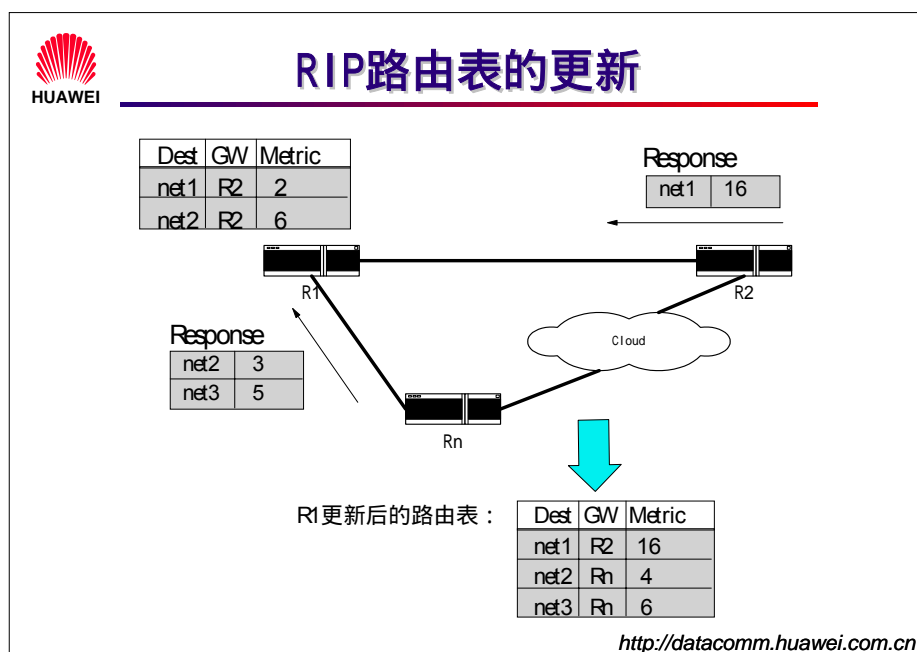 HUAWEI
RIP路由表的更新
Dest GW Metric
net1 R2 2
net2 R2 6
Response
net1 16
R1
R2
Response
net2 3
net3 5
Cloud
Rn
R1更新后的路由表：
Dest GW Metric
net1 R2 16
net2 Rn 4
net3 Rn 6
http://datacomm.huawei.com.cn